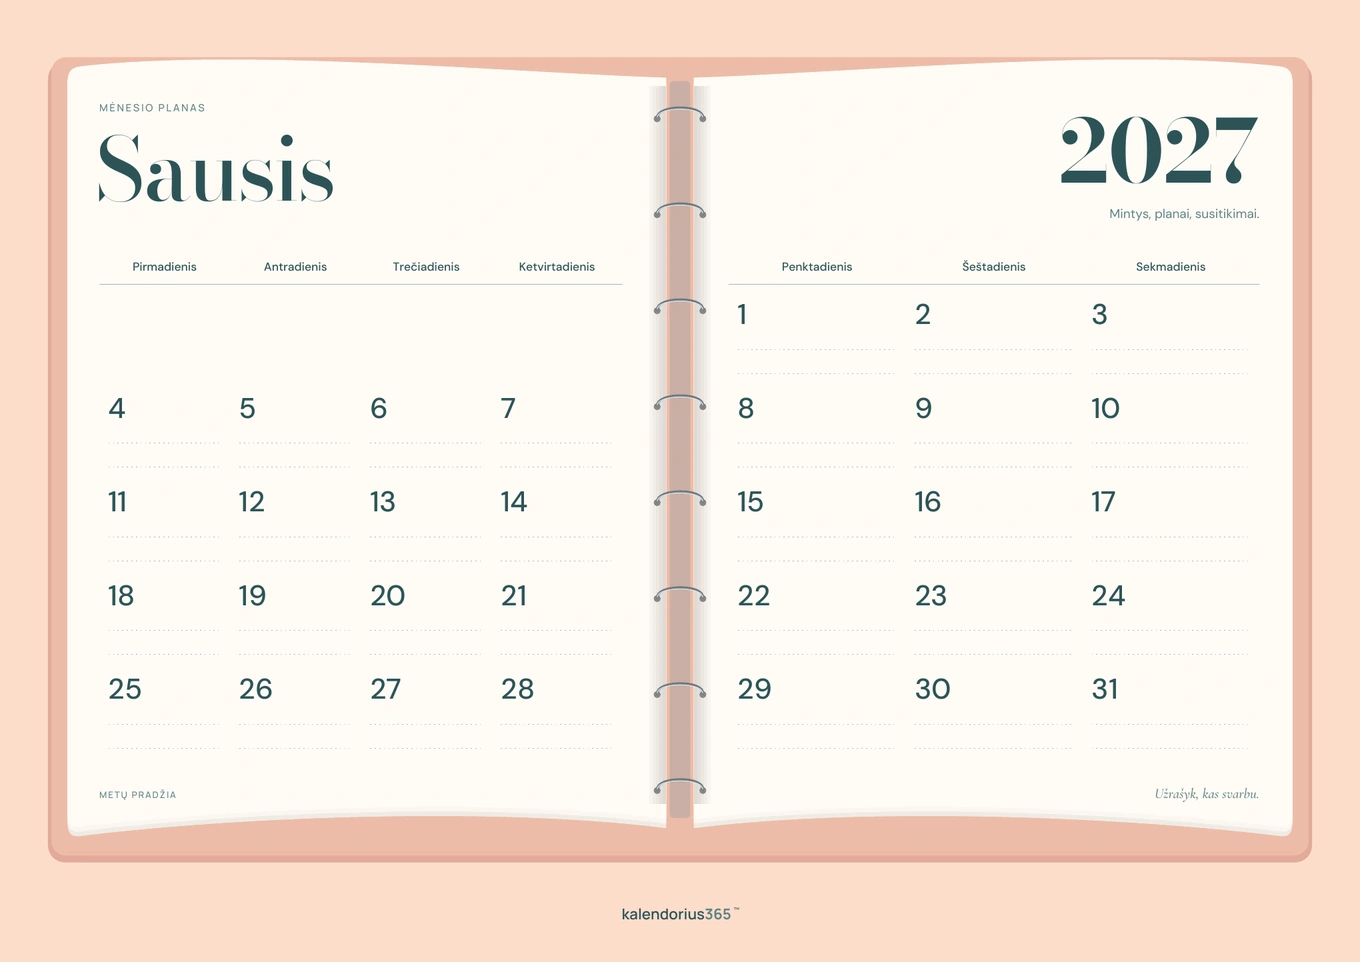 MĖNESIO PLANAS
Sausis
2027
Mintys, planai, susitikimai.
Pirmadienis Antradienis Trečiadienis Ketvirtadienis Penktadienis Šeštadienis Sekmadienis
1 2 3
4 5 6 7 8 9 10
11 12 13 14 15 16 17
18 19 20 21 22 23 24
25 26 27 28 29 30 31
METŲ PRADŽIA
Užrašyk, kas svarbu.
kalendorius365™